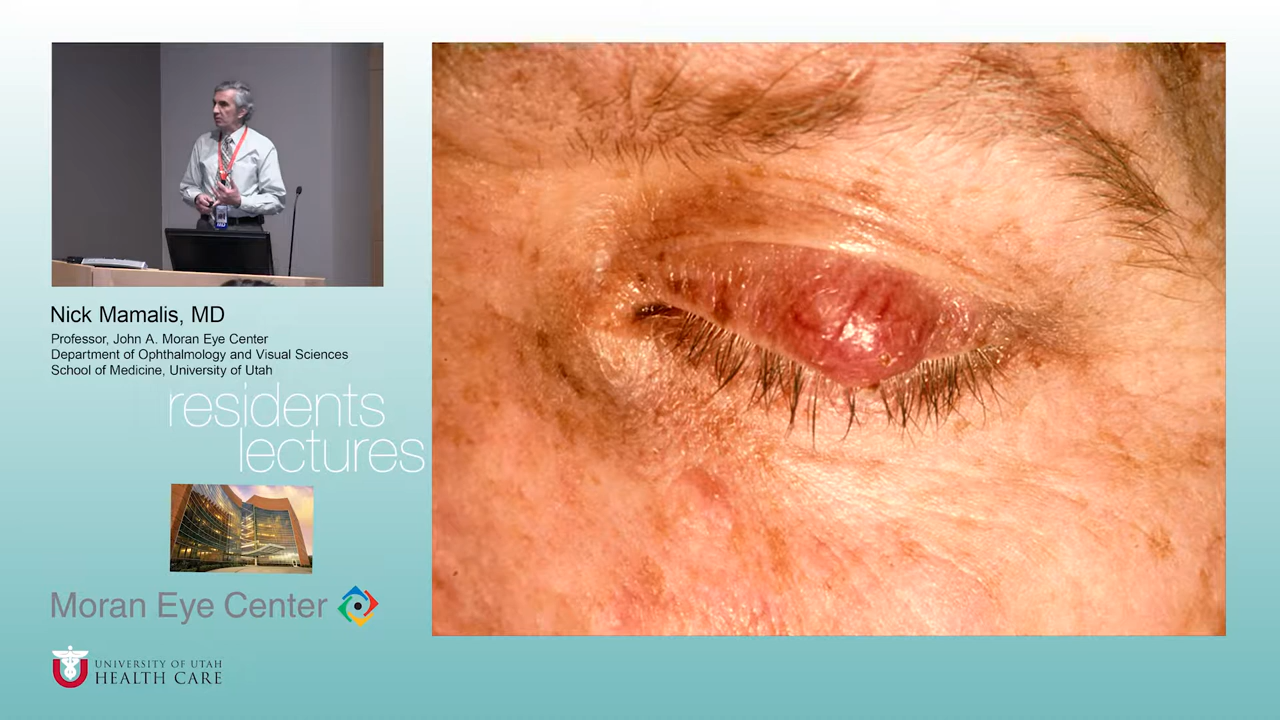 Nick Mamalis, MD
Professor, John A. Moran Eye Center
Department of Ophthalmology and Visual Sciences
School of Medicine, University of Utah
residents
lectures
Moran Eye Center
UNIVERSITY OF UTAH
HEALTH CARE